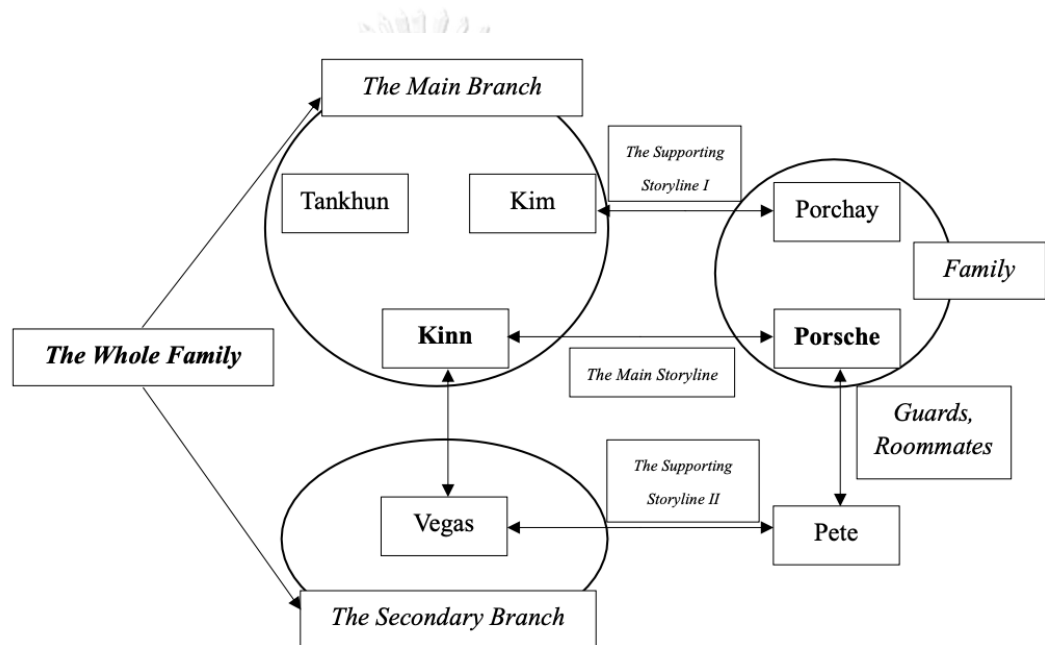 The Main Branch
The Supporting
Storyline I
Tankhun
Kim
Porchay
Family
Kinn
Porsche
The Whole Family
The Main Storyline
Guards,
Roommates
The Supporting
Storyline II
Vegas
Pete
The Secondary Branch